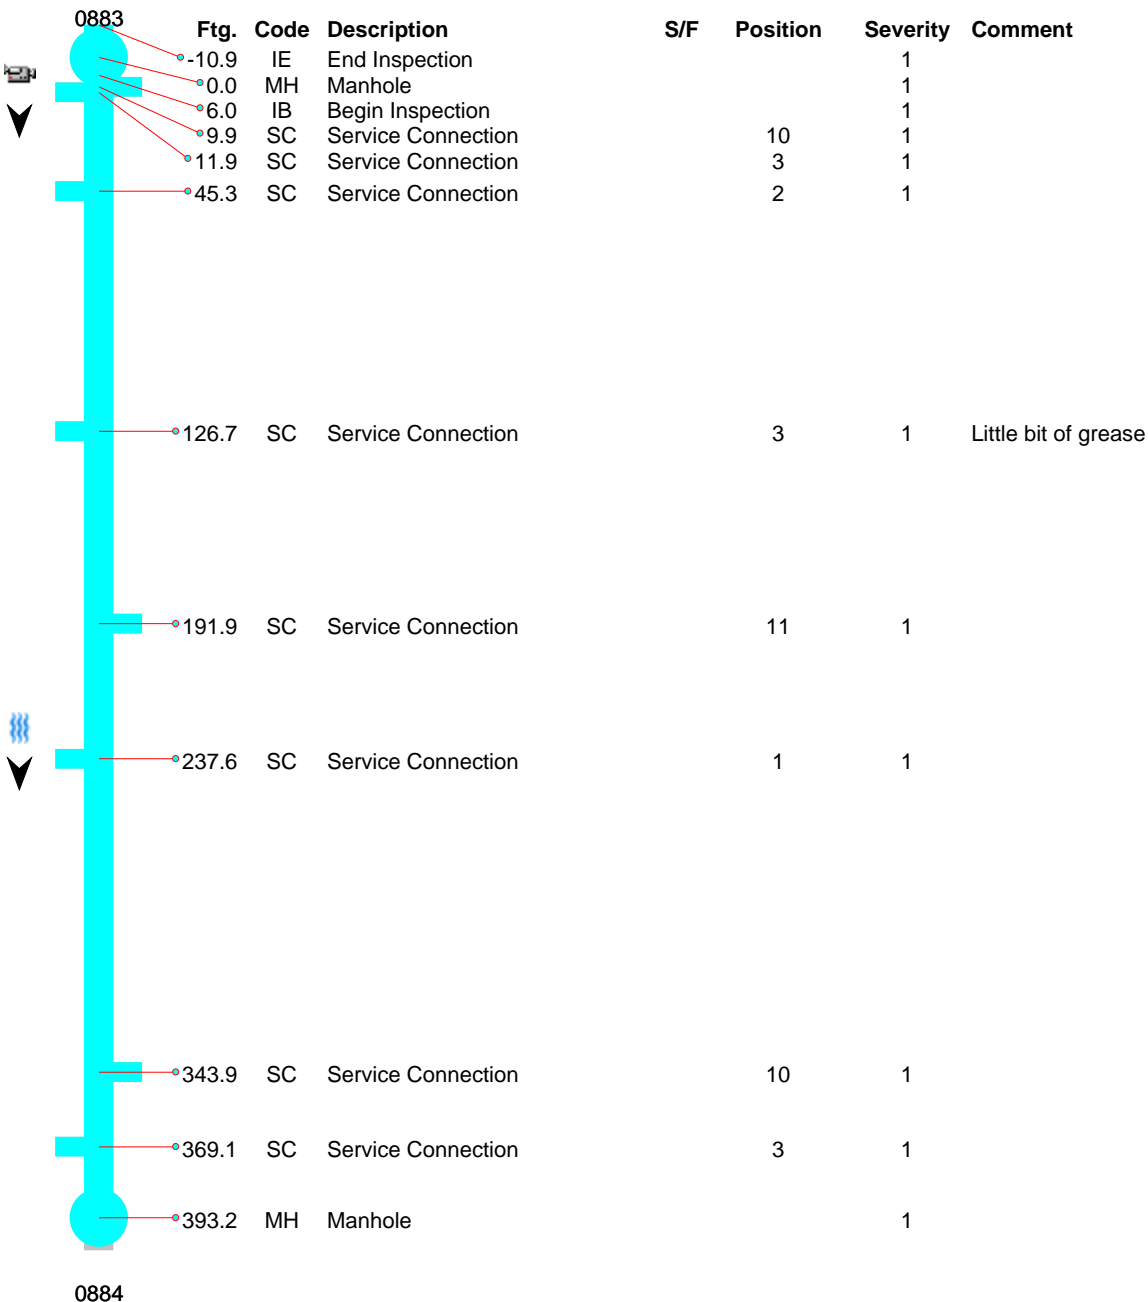 0883
Ftg. Code Description S/F Position Severity Comment
-10.9 IE End Inspection 1
0.0 MH Manhole 1
6.0 IB Begin Inspection 1
9.9 SC Service Connection 10 1
11.9 SC Service Connection 3 1
45.3 SC Service Connection 2 1
126.7 SC Service Connection 3 1 Little bit of grease
191.9 SC Service Connection 11 1
237.6 SC Service Connection 1 1
343.9 SC Service Connection 10 1
369.1 SC Service Connection 3 1
393.2 MH Manhole 1
0884